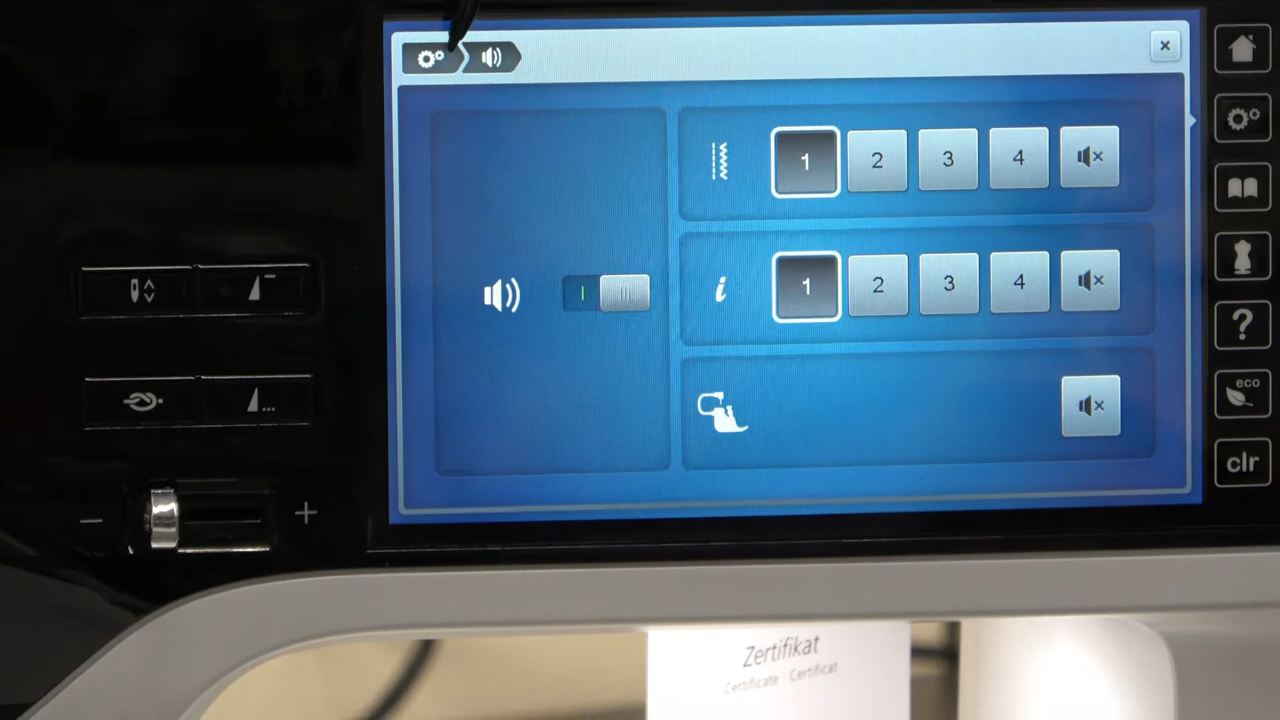 1 2 3 4
i 1 2 3 4
?
eco
clr
Zertifikat
Certificate - Certificat